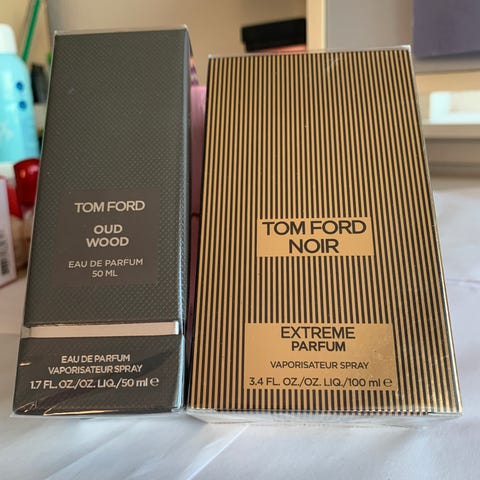 TOM FORD
OUD
WOOD
EAU DE PARFUM
50 ML
EAU DE PARFUM
VAPORISATEUR SPRAY
1.7 FL.OZ./OZ. LIQ./50 ml ℮
TOM FORD
NOIR
EXTREME
PARFUM
VAPORISATEUR SPRAY
3.4 FL. OZ./OZ. LIQ./100 ml ℮